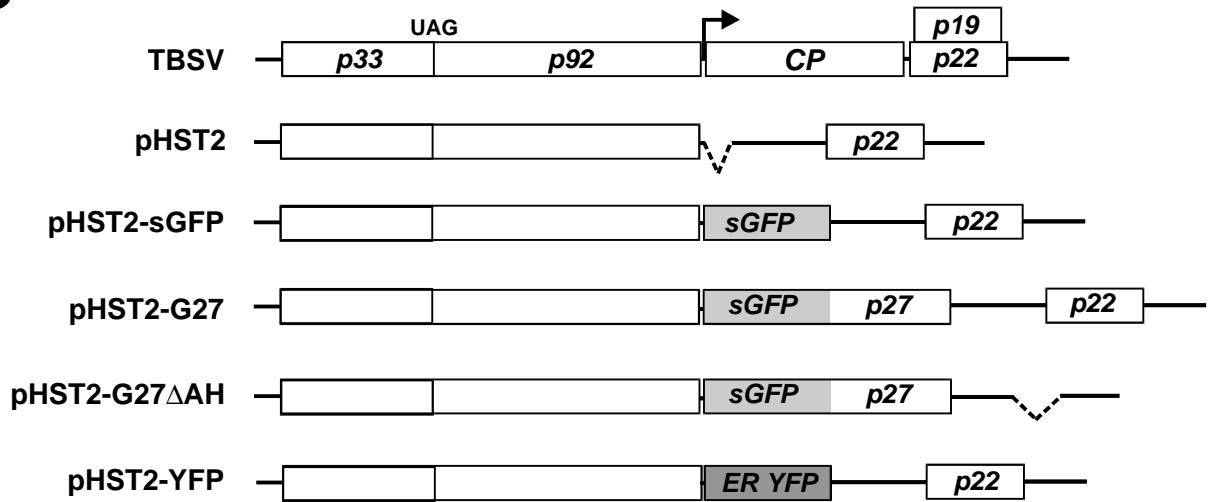 UAG
p19
TBSV p33 p92 CP p22
pHST2 p22
pHST2-sGFP sGFP p22
pHST2-G27 sGFP p27 p22
pHST2-G27ΔAH sGFP p27
pHST2-YFP ER YFP p22